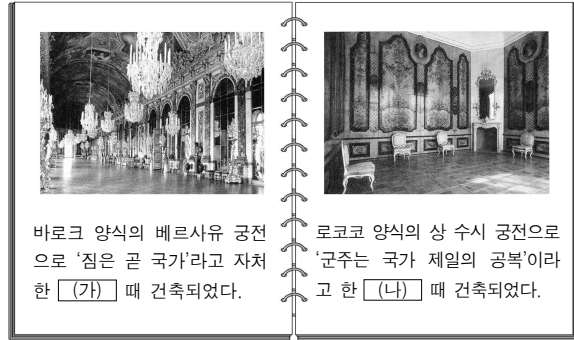 바로크 양식의 베르사유 궁전
으로 ‘짐은 곧 국가’라고 자처
한 (가) 때 건축되었다.
로코코 양식의 상 수시 궁전으로
‘군주는 국가 제일의 공복’이라
고 한 (나) 때 건축되었다.